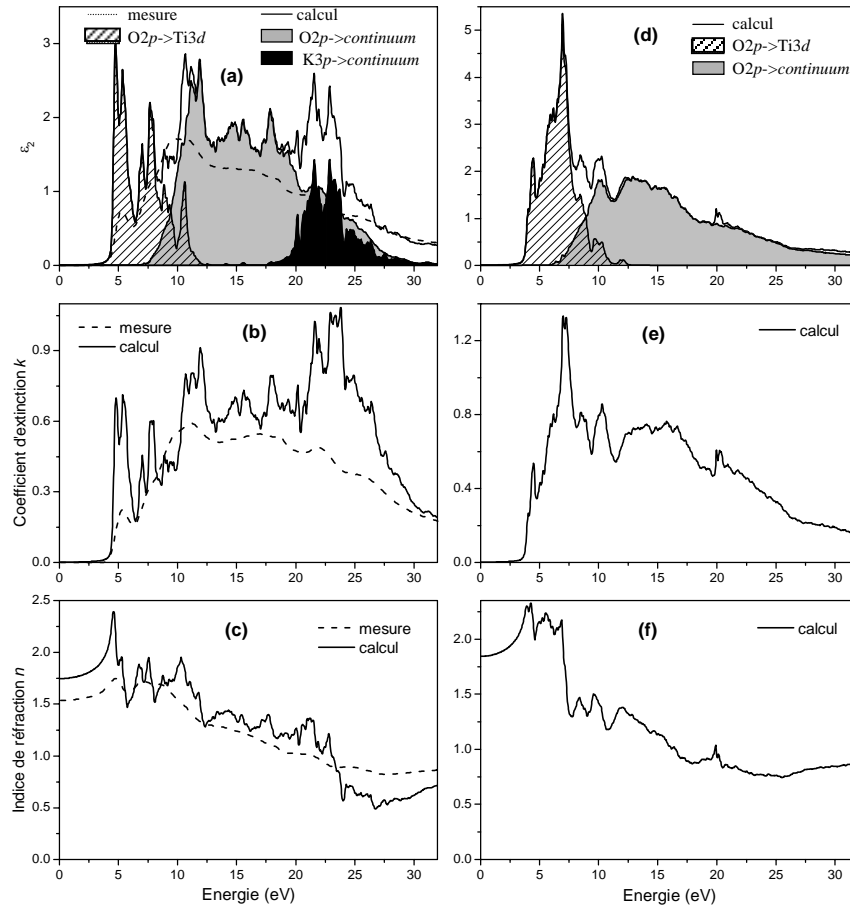 mesure
calcul
O2p->Ti3d
O2p->continuum
K3p->continuum
(a)
3
2
1
0
ε2
0
5
10
15
20
25
30
calcul
O2p->Ti3d
O2p->continuum
(d)
5
4
3
2
1
0
0
5
10
15
20
25
30
mesure
calcul
(b)
0.9
0.6
0.3
0.0
Coefficient d'extinction k
0
5
10
15
20
25
30
calcul
(e)
1.2
0.8
0.4
0.0
0
5
10
15
20
25
30
mesure
calcul
(c)
2.5
2.0
1.5
1.0
0.5
0.0
Indice de réfraction n
0
5
10
15
20
25
30
Energie (eV)
calcul
(f)
2.0
1.5
1.0
0.5
0.0
0
5
10
15
20
25
30
Energie (eV)